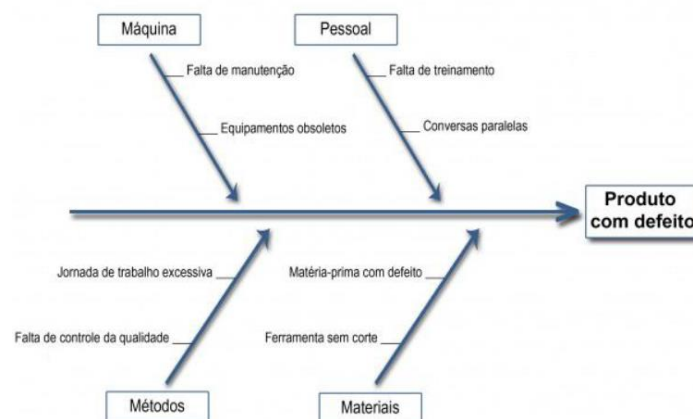 Máquina
Pessoal
Falta de manutenção
Falta de treinamento
Equipamentos obsoletos
Conversas paralelas
Produto
com defeito
Jornada de trabalho excessiva
Matéria-prima com defeito
Falta de controle da qualidade
Ferramenta sem corte
Métodos
Materiais